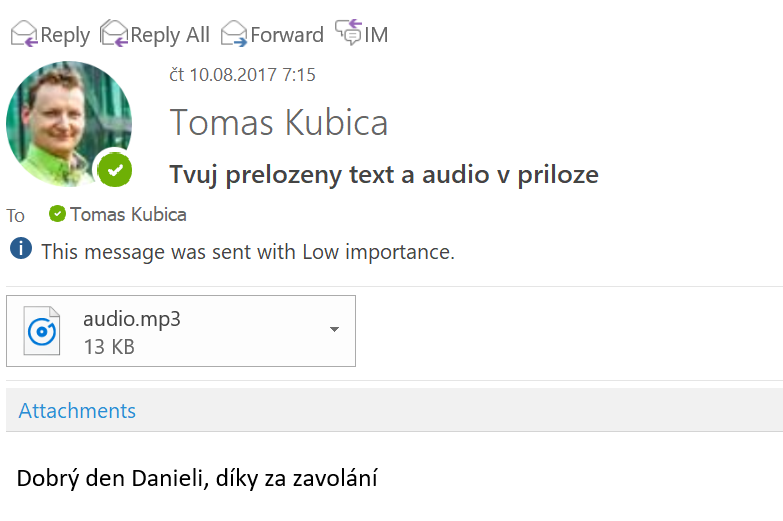 Reply Reply All Forward IM
čt 10.08.2017 7:15
Tomas Kubica
Tvuj prelozeny text a audio v priloze
To Tomas Kubica
This message was sent with Low importance.
audio.mp3
13 KB
Attachments
Dobrý den Danieli, díky za zavolání